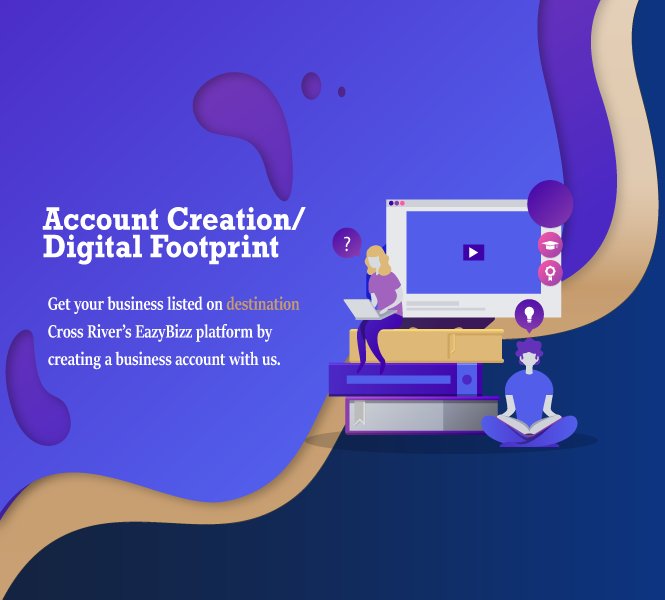 Account Creation/
Digital Footprint
Get your business listed on destination
Cross River’s EazyBizz platform by
creating a business account with us.
?